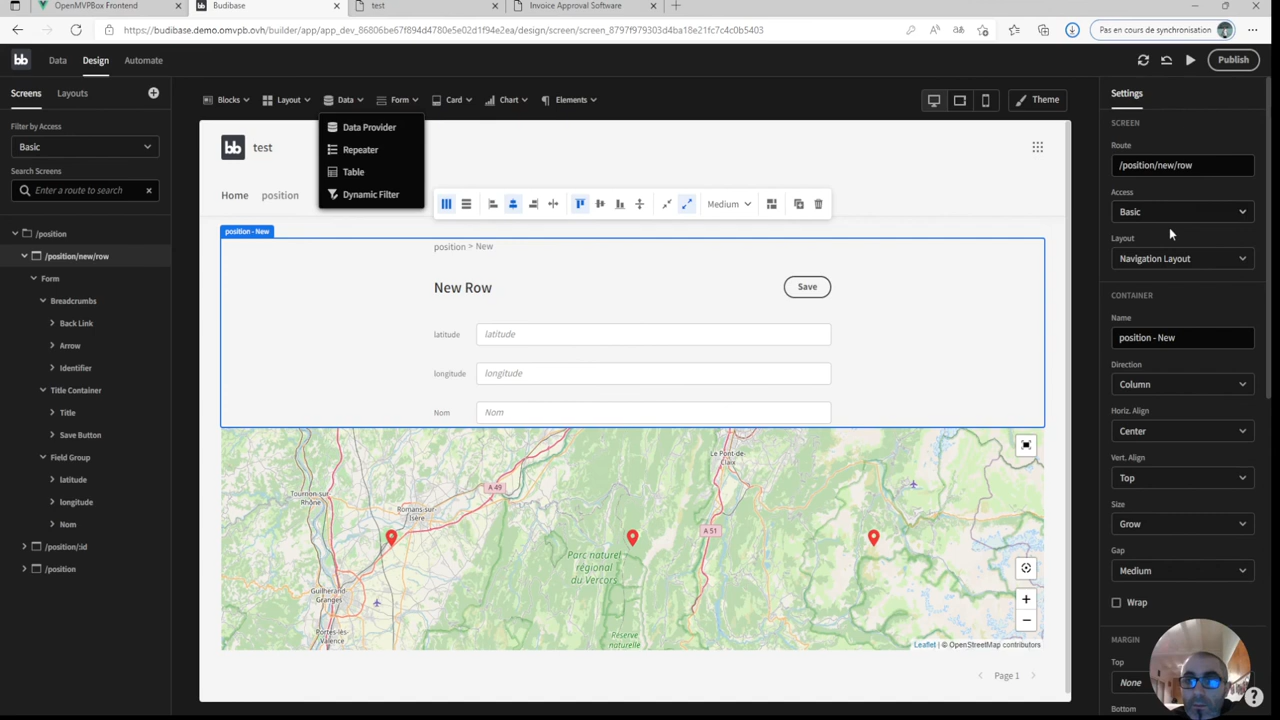 OpenMVPBox Frontend
Budibase
test
Invoice Approval Software
https://budibase.demo.omvpb.ovh/builder/app/app_dev_86806be67f894d4780e5e02d1f94e2ea/design/screen/screen_8797f979303d4ba18e1f2e40c84c5403
Pas en cours de synchronisation
bb
Data
Design
Automate
Publish
Screens
Layouts
Filter by Access
Basic
Search Screens
Enter a route to search
/position
/position/new/row
Form
Breadcrumbs
Back Link
Arrow
Identifier
Title Container
Title
Save Button
Field Group
latitude
longitude
Nom
/position/:id
/position
Blocks
Layout
Data
Form
Card
Chart
Elements
Theme
Data Provider
Repeater
Table
Dynamic Filter
bb
test
Home
position
Medium
position - New
position > New
New Row
Save
latitude
latitude
longitude
longitude
Nom
Nom
Le Pont-de-
Claix
A 49
Tournon-sur-
Rhône
Romans-sur-
Isère
A 51
Parc naturel
régional
du Vercors
Guilherand-
Granges
Portes-lès-
Valence
Réserve
naturelle
+
−
Leaflet | © OpenStreetMap contributors
Page 1
Settings
SCREEN
Route
/position/new/row
Access
Basic
Layout
Navigation Layout
CONTAINER
Name
position - New
Direction
Column
Horiz. Align
Center
Vert. Align
Top
Size
Grow
Gap
Medium
Wrap
MARGIN
Top
None
Bottom
?